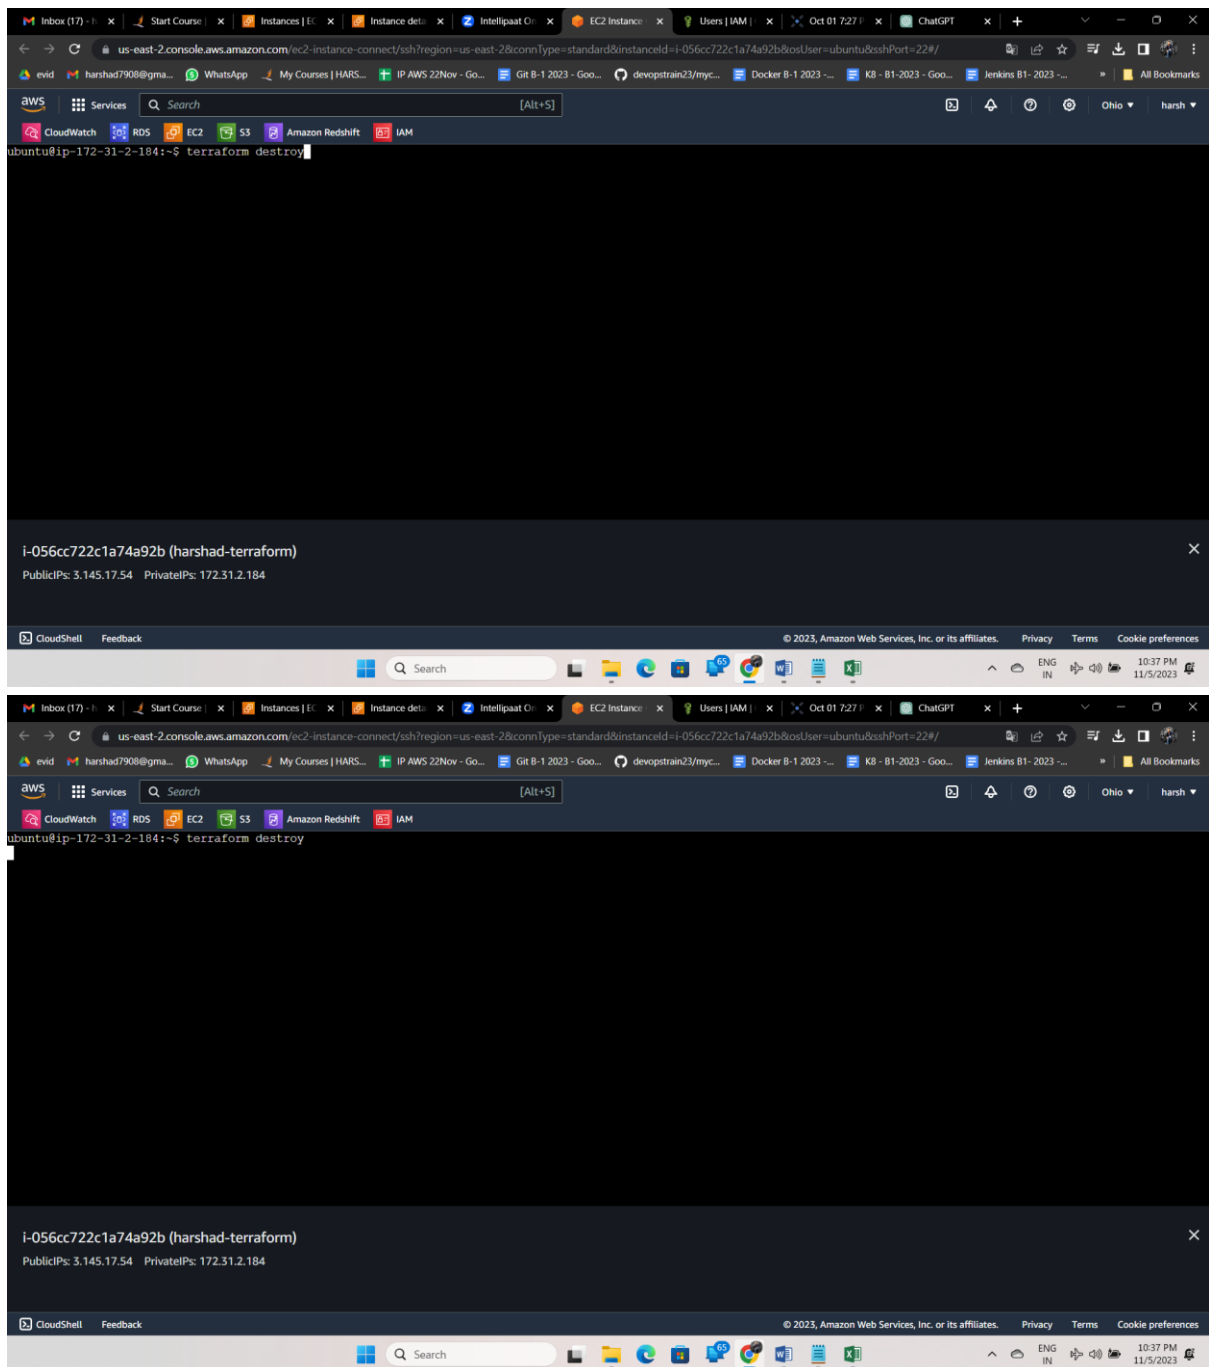 Inbox (17) - h Start Course | Instances | EC Instance deta Intellipaat On EC2 Instance Users | IAM | Oct 01 7:27 P ChatGPT
us-east-2.console.aws.amazon.com/ec2-instance-connect/ssh?region=us-east-2&connType=standard&instanceId=i-056cc722c1a74a92b&osUser=ubuntu&sshPort=22#/
evid harshad7908@gma... WhatsApp My Courses | HARS... IP AWS 22Nov - Go... Git B-1 2023 - Goo... devopstrain23/myc... Docker B-1 2023 -... K8 - B1-2023 - Goo... Jenkins B1- 2023 -... » All Bookmarks
aws Services Search [Alt+S] Ohio harsh
CloudWatch RDS EC2 S3 Amazon Redshift IAM
ubuntu@ip-172-31-2-184:~$ terraform destroy
i-056cc722c1a74a92b (harshad-terraform)
PublicIPs: 3.145.17.54 PrivateIPs: 172.31.2.184
CloudShell Feedback © 2023, Amazon Web Services, Inc. or its affiliates. Privacy Terms Cookie preferences
Search 65 ENG 10:37 PM
IN 11/5/2023
Inbox (17) - h Start Course | Instances | EC Instance deta Intellipaat On EC2 Instance Users | IAM | Oct 01 7:27 P ChatGPT
us-east-2.console.aws.amazon.com/ec2-instance-connect/ssh?region=us-east-2&connType=standard&instanceId=i-056cc722c1a74a92b&osUser=ubuntu&sshPort=22#/
evid harshad7908@gma... WhatsApp My Courses | HARS... IP AWS 22Nov - Go... Git B-1 2023 - Goo... devopstrain23/myc... Docker B-1 2023 -... K8 - B1-2023 - Goo... Jenkins B1- 2023 -... » All Bookmarks
aws Services Search [Alt+S] Ohio harsh
CloudWatch RDS EC2 S3 Amazon Redshift IAM
ubuntu@ip-172-31-2-184:~$ terraform destroy
i-056cc722c1a74a92b (harshad-terraform)
PublicIPs: 3.145.17.54 PrivateIPs: 172.31.2.184
CloudShell Feedback © 2023, Amazon Web Services, Inc. or its affiliates. Privacy Terms Cookie preferences
Search 65 ENG 10:37 PM
IN 11/5/2023